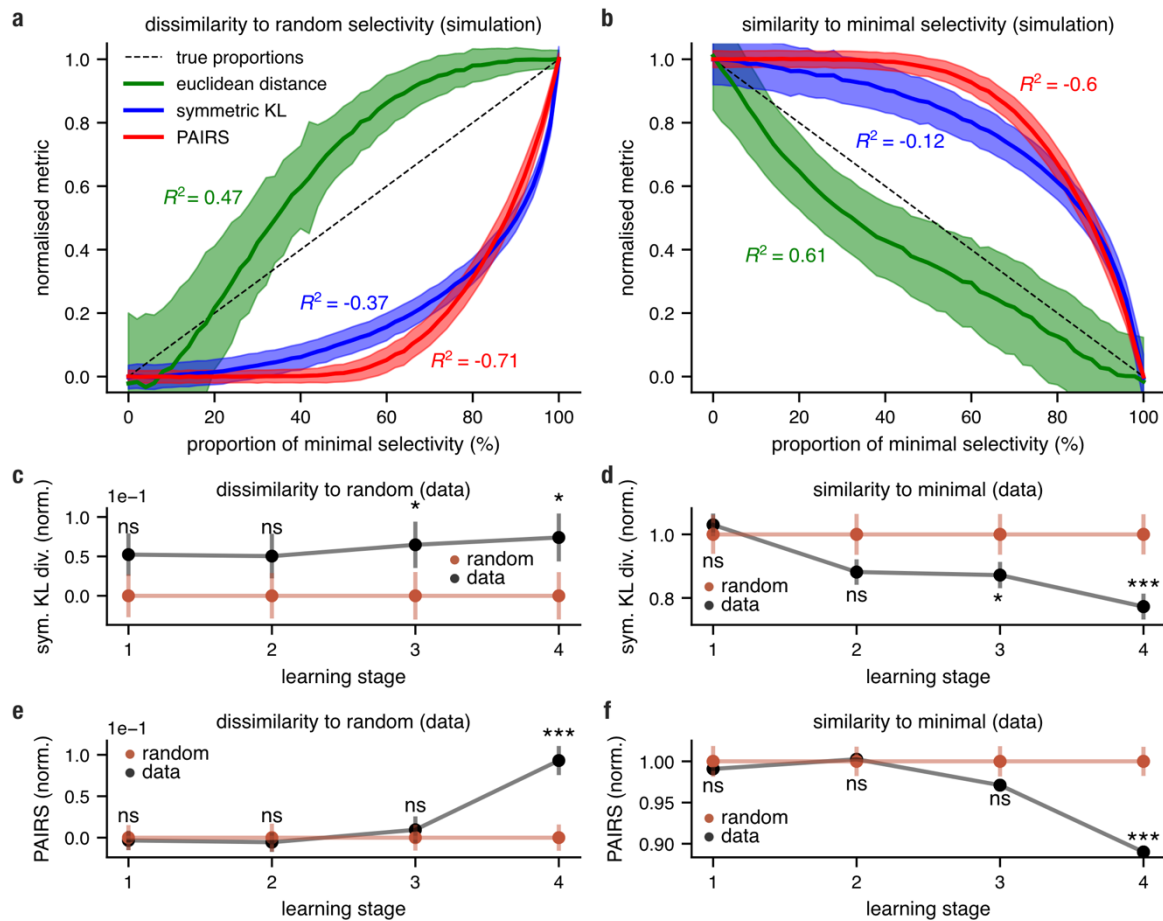 a
dissimilarity to random selectivity (simulation)
true proportions
euclidean distance
symmetric KL
PAIRS
R² = 0.47
R² = -0.37
R² = -0.71
normalised metric
1.0
0.8
0.6
0.4
0.2
0.0
0 20 40 60 80 100
proportion of minimal selectivity (%)
b
similarity to minimal selectivity (simulation)
R² = -0.6
R² = -0.12
R² = 0.61
normalised metric
1.0
0.8
0.6
0.4
0.2
0.0
0 20 40 60 80 100
proportion of minimal selectivity (%)
c
dissimilarity to random (data)
1e-1
sym. KL div. (norm.)
1.0
0.5
0.0
ns ns * *
random
data
1 2 3 4
learning stage
d
similarity to minimal (data)
sym. KL div. (norm.)
1.0
0.8
ns ns * ***
random
data
1 2 3 4
learning stage
e
dissimilarity to random (data)
1e-1
PAIRS (norm.)
1.0
0.5
0.0
random
data
ns ns ns ***
1 2 3 4
learning stage
f
similarity to minimal (data)
PAIRS (norm.)
1.00
0.95
0.90
ns ns ns ***
random
data
1 2 3 4
learning stage